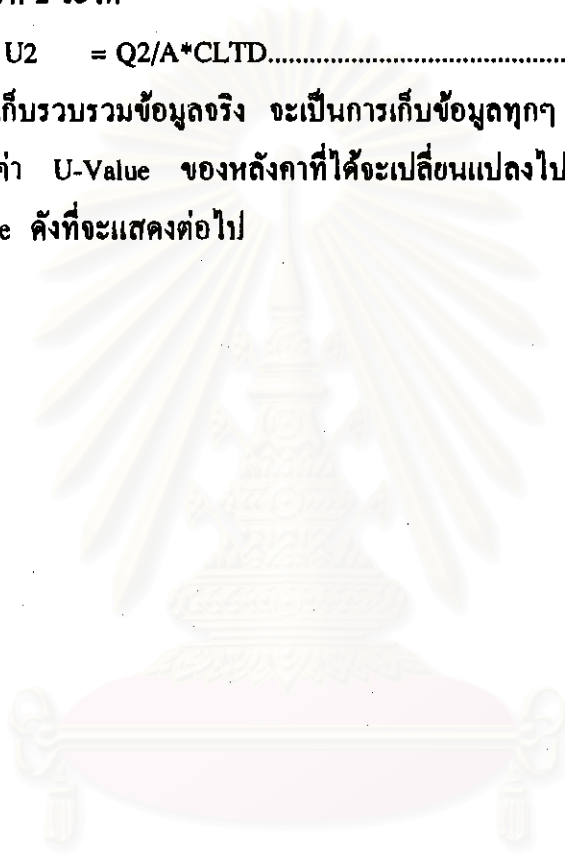 U2 = Q2/A*CLTD............................................
เก็บรวบรวมข้อมูลจริง จะเป็นการเก็บข้อมูลทุกๆ
ค่า U-Value ของหลังคาที่ได้จะเปลี่ยนแปลงไป
e ดังที่จะแสดงต่อไป